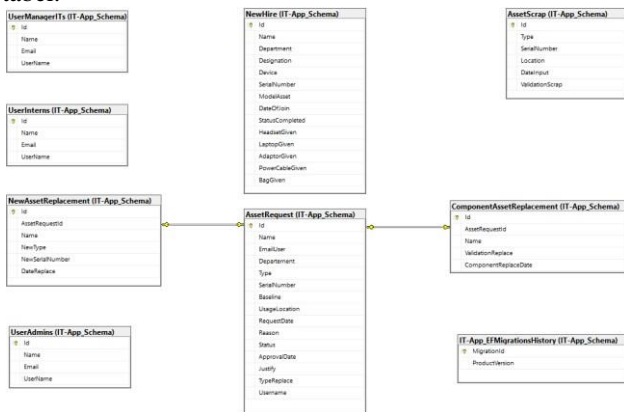 UserManagerITs (IT-App_Schema)
Id
Name
Email
UserName
UserInterns (IT-App_Schema)
Id
Name
Email
UserName
NewAssetReplacement (IT-App_Schema)
Id
AssetRequestId
Name
NewType
NewSerialNumber
DateReplace
UserAdmins (IT-App_Schema)
Id
Name
Email
UserName
NewHire (IT-App_Schema)
Id
Name
Department
Designation
Device
SerialNumber
ModelAsset
DateOfJoin
StatusCompleted
HeadsetGiven
LaptopGiven
AdaptorGiven
PowerCableGiven
BagGiven
AssetRequest (IT-App_Schema)
Id
Name
EmailUser
Departement
Type
SerialNumber
Baseline
UsageLocation
RequestDate
Reason
Status
ApprovalDate
Justify
TypeReplace
Username
AssetScrap (IT-App_Schema)
Id
Type
SerialNumber
Location
DateInput
ValidationScrap
ComponentAssetReplacement (IT-App_Schema)
Id
AssetRequestId
Name
ValidationReplace
ComponentReplaceDate
IT-App_EFMigrationsHistory (IT-App_Schema)
MigrationId
ProductVersion